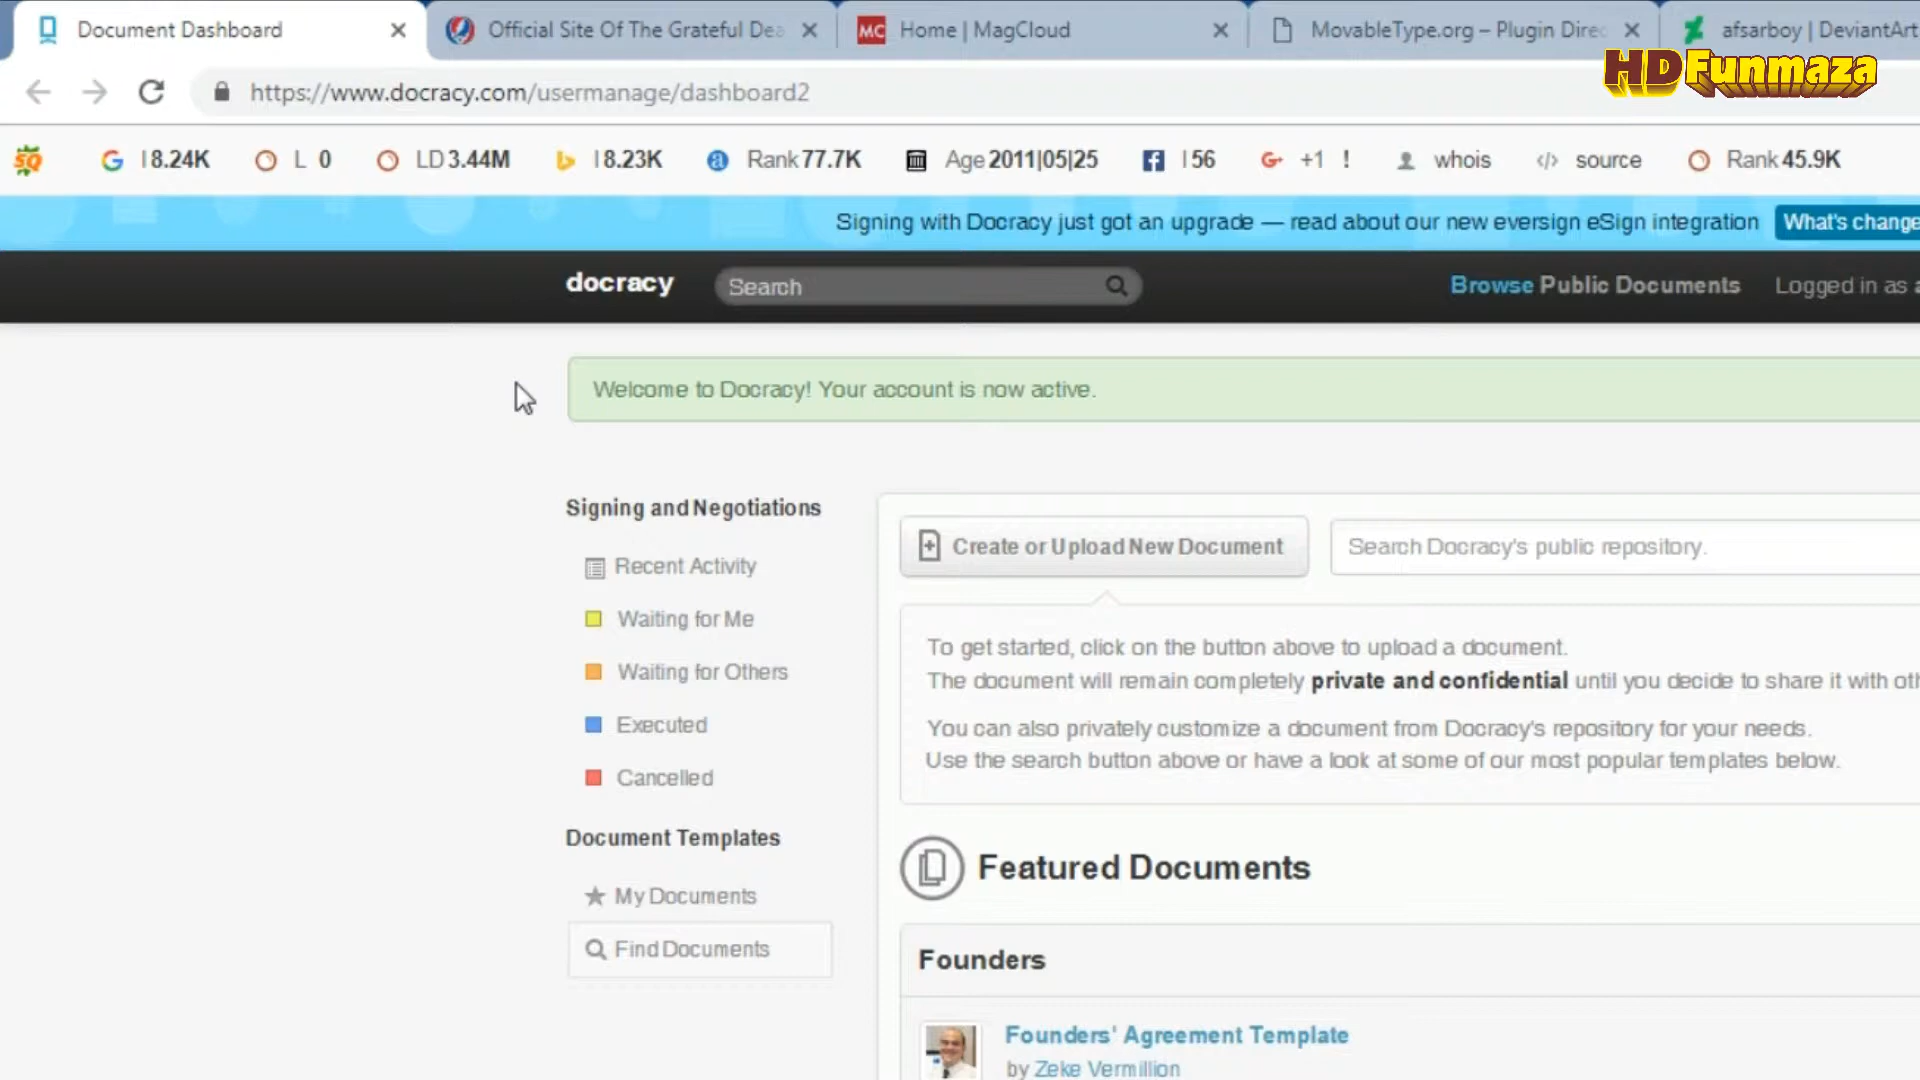 Document Dashboard
Official Site Of The Grateful Dea
MC Home | MagCloud
MovableType.org – Plugin Direc
afsarboy | DeviantArt
HDFunmaza
https://www.docracy.com/usermanage/dashboard2
SQ I 8.24K L 0 LD 3.44M I 8.23K Rank 77.7K Age 2011|05|25 I 56 G+ +1 ! whois </> source Rank 45.9K
Signing with Docracy just got an upgrade — read about our new eversign eSign integration What's change
docracy Search Browse Public Documents Logged in as a
Welcome to Docracy! Your account is now active.
Signing and Negotiations
Recent Activity
Waiting for Me
Waiting for Others
Executed
Cancelled
Document Templates
My Documents
Find Documents
Create or Upload New Document Search Docracy's public repository.
To get started, click on the button above to upload a document.
The document will remain completely private and confidential until you decide to share it with oth
You can also privately customize a document from Docracy's repository for your needs.
Use the search button above or have a look at some of our most popular templates below.
Featured Documents
Founders
Founders' Agreement Template
by Zeke Vermillion